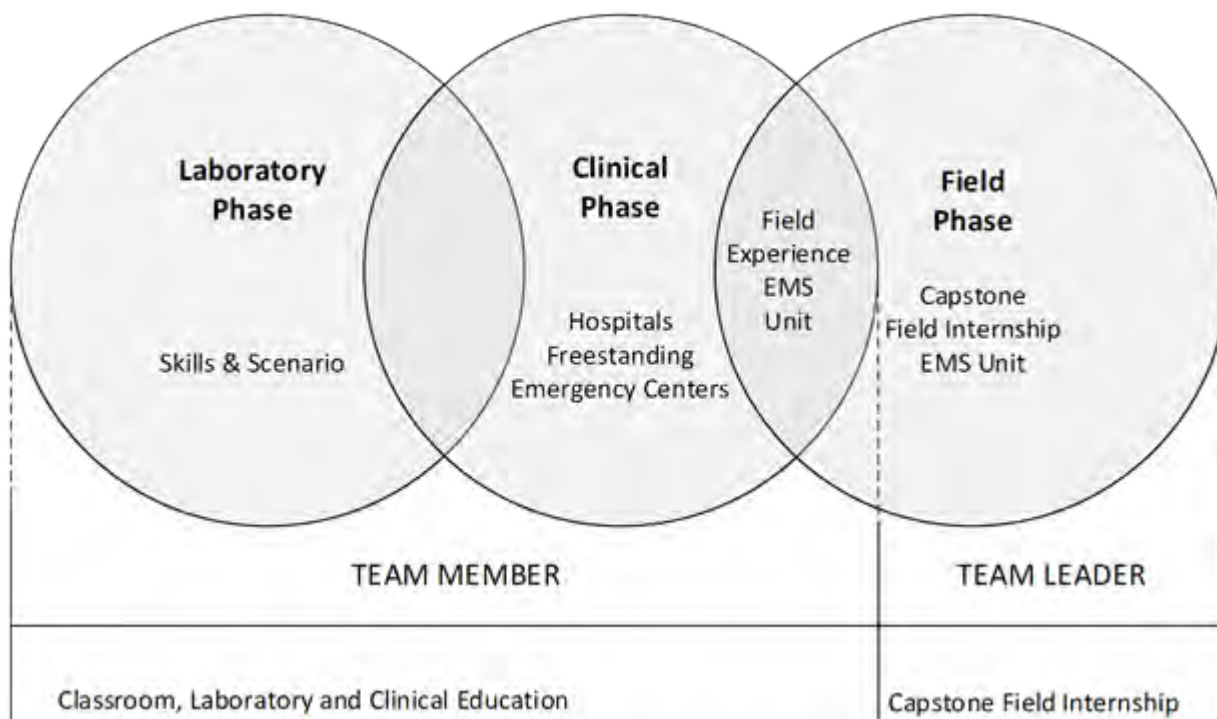 Laboratory
Phase
Skills & Scenario
Clinical
Phase
Hospitals
Freestanding
Emergency Centers
Field
Experience
EMS
Unit
Field
Phase
Capstone
Field Internship
EMS Unit
TEAM MEMBER
TEAM LEADER
Classroom, Laboratory and Clinical Education
Capstone Field Internship